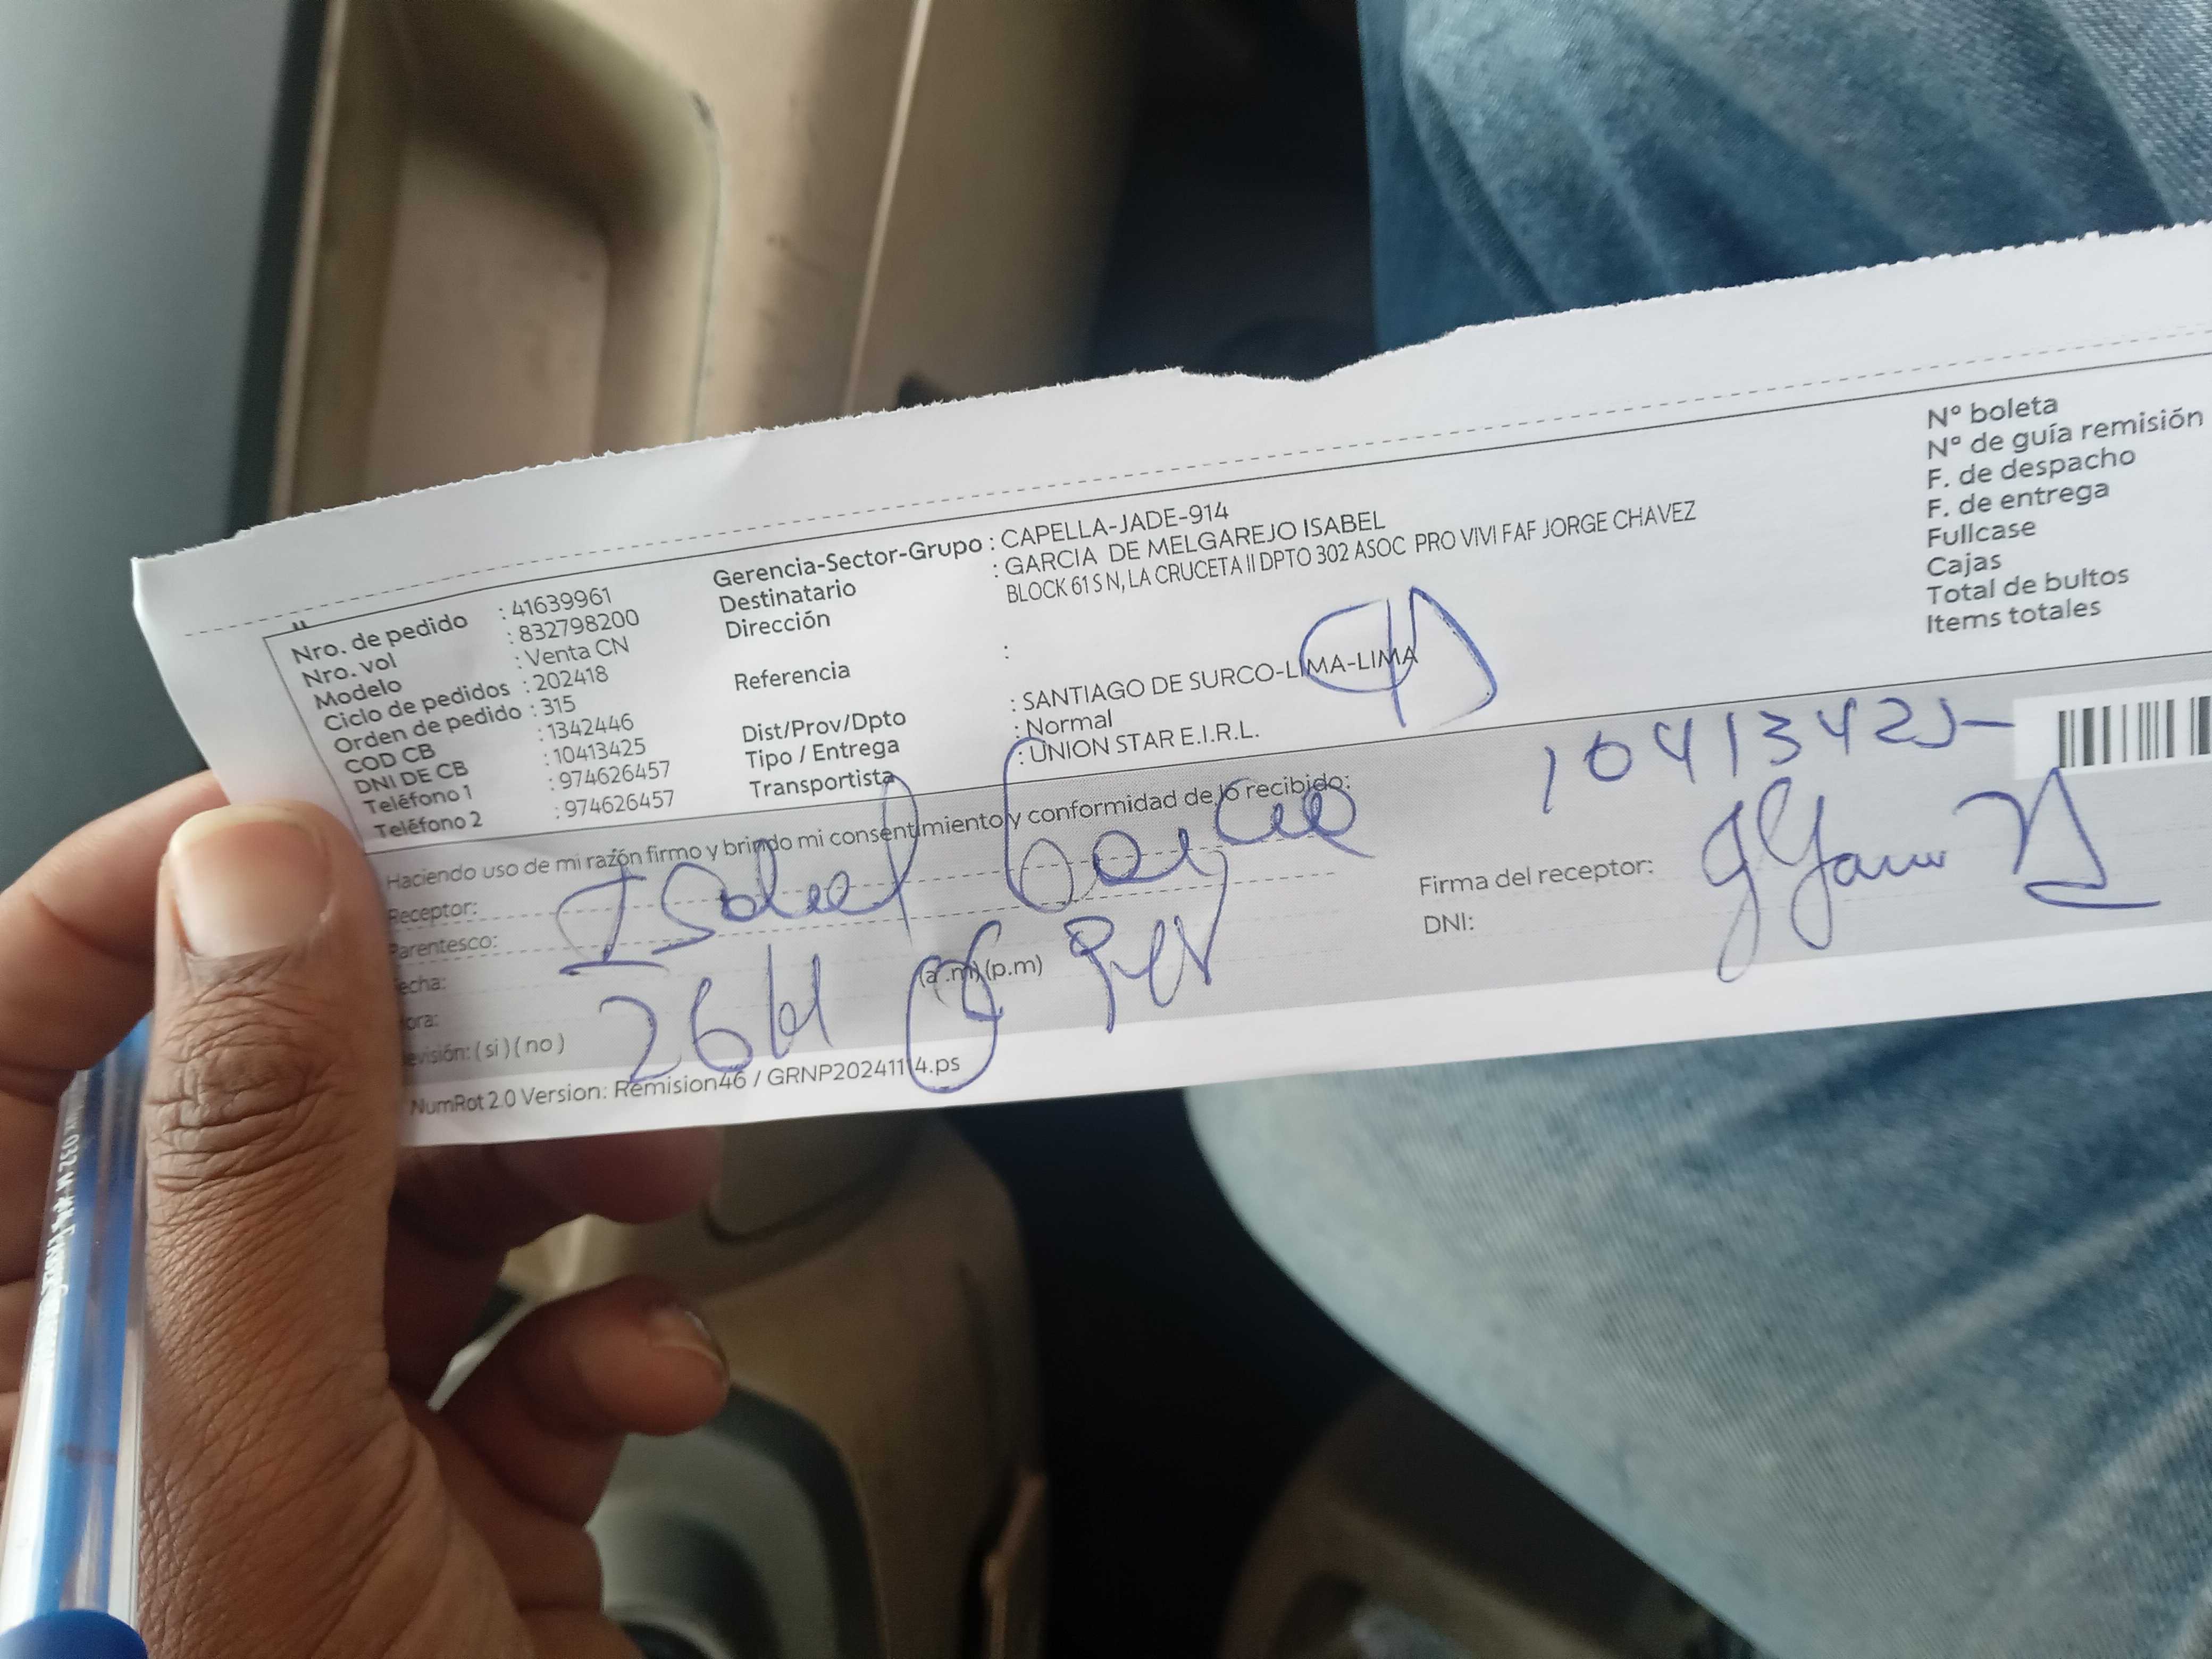 Nro. de pedido : 41639961
Nro. vol : 832798200
Modelo : Venta CN
Ciclo de pedidos : 202418
Orden de pedido : 315
COD CB : 1342446
DNI DE CB : 10413425
Teléfono 1 : 974626457
Teléfono 2 : 974626457
Gerencia-Sector-Grupo : CAPELLA-JADE-914
Destinatario : GARCIA DE MELGAREJO ISABEL
Dirección BLOCK 61 S N, LA CRUCETA II DPTO 302 ASOC PRO VIVI FAF JORGE CHAVEZ
Referencia :
Dist/Prov/Dpto : SANTIAGO DE SURCO-LIMA-LIMA
Tipo / Entrega : Normal
Transportista : UNION STAR E.I.R.L.
N° boleta
N° de guía remisión
F. de despacho
F. de entrega
Fullcase
Cajas
Total de bultos
Items totales
Haciendo uso de mi razón firmo y brindo mi consentimiento y conformidad de lo recibido:
Receptor: Isabel Garcia
Parentesco:
echa:
ora: (a.m) (p.m)
evisión: ( si ) ( no )
10413425
Firma del receptor:
DNI:
NumRot 2.0 Version: Remision46 / GRNP20241114.ps